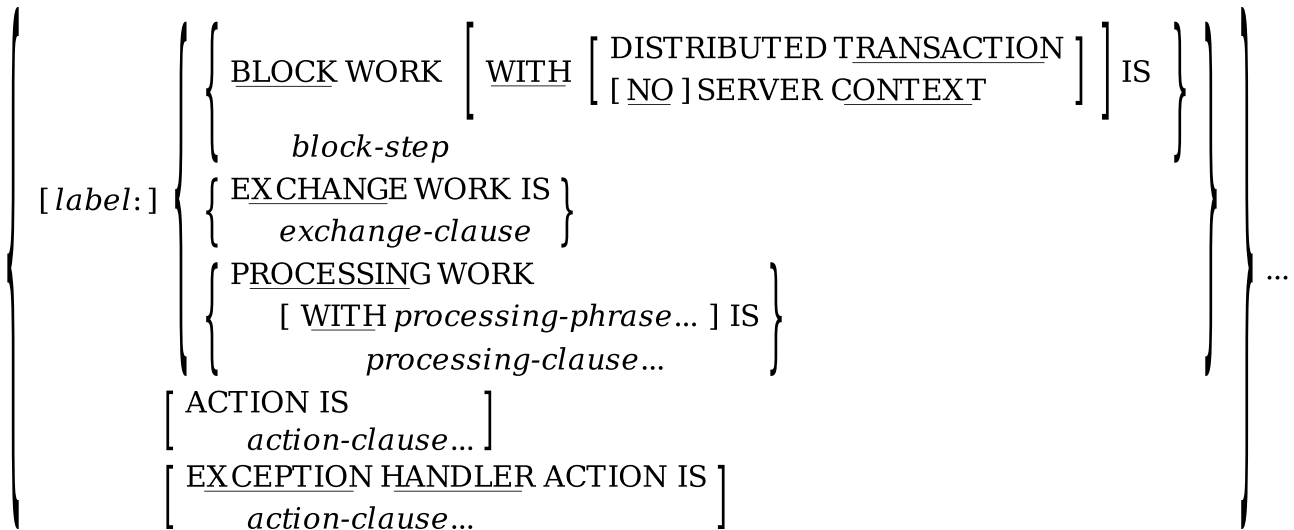 DISTRIBUTED TRANSACTION
BLOCK WORK [ WITH [ [ NO ] SERVER CONTEXT ] ] IS
block-step
EXCHANGE WORK IS
[ label: ]
exchange-clause
PROCESSING WORK
...
[ WITH processing-phrase... ] IS
processing-clause...
ACTION IS
action-clause...
EXCEPTION HANDLER ACTION IS
action-clause...